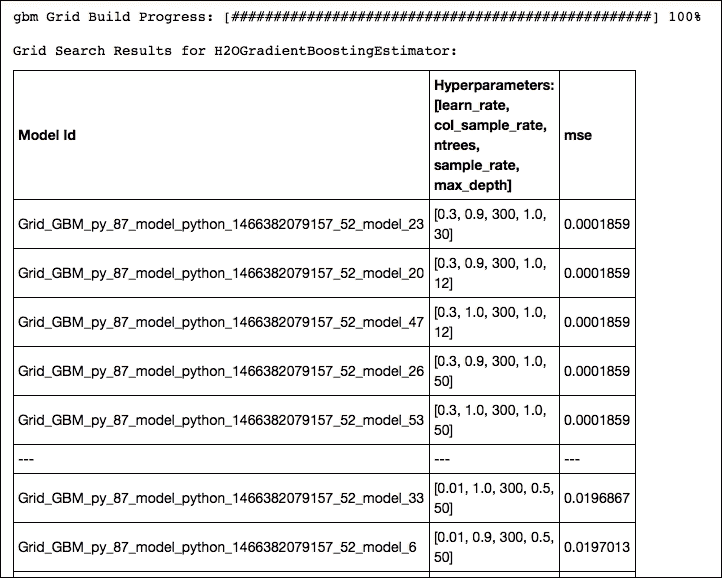 gbm Grid Build Progress: [##################################################] 100%
Grid Search Results for H2OGradientBoostingEstimator:
Model Id
Hyperparameters:
[learn_rate,
col_sample_rate,
ntrees,
sample_rate,
max_depth]
mse
Grid_GBM_py_87_model_python_1466382079157_52_model_23
[0.3, 0.9, 300, 1.0,
30]
0.0001859
Grid_GBM_py_87_model_python_1466382079157_52_model_20
[0.3, 0.9, 300, 1.0,
12]
0.0001859
Grid_GBM_py_87_model_python_1466382079157_52_model_47
[0.3, 1.0, 300, 1.0,
12]
0.0001859
Grid_GBM_py_87_model_python_1466382079157_52_model_26
[0.3, 0.9, 300, 1.0,
50]
0.0001859
Grid_GBM_py_87_model_python_1466382079157_52_model_53
[0.3, 1.0, 300, 1.0,
50]
0.0001859
---
---
---
Grid_GBM_py_87_model_python_1466382079157_52_model_33
[0.01, 1.0, 300, 0.5,
50]
0.0196867
Grid_GBM_py_87_model_python_1466382079157_52_model_6
[0.01, 0.9, 300, 0.5,
50]
0.0197013